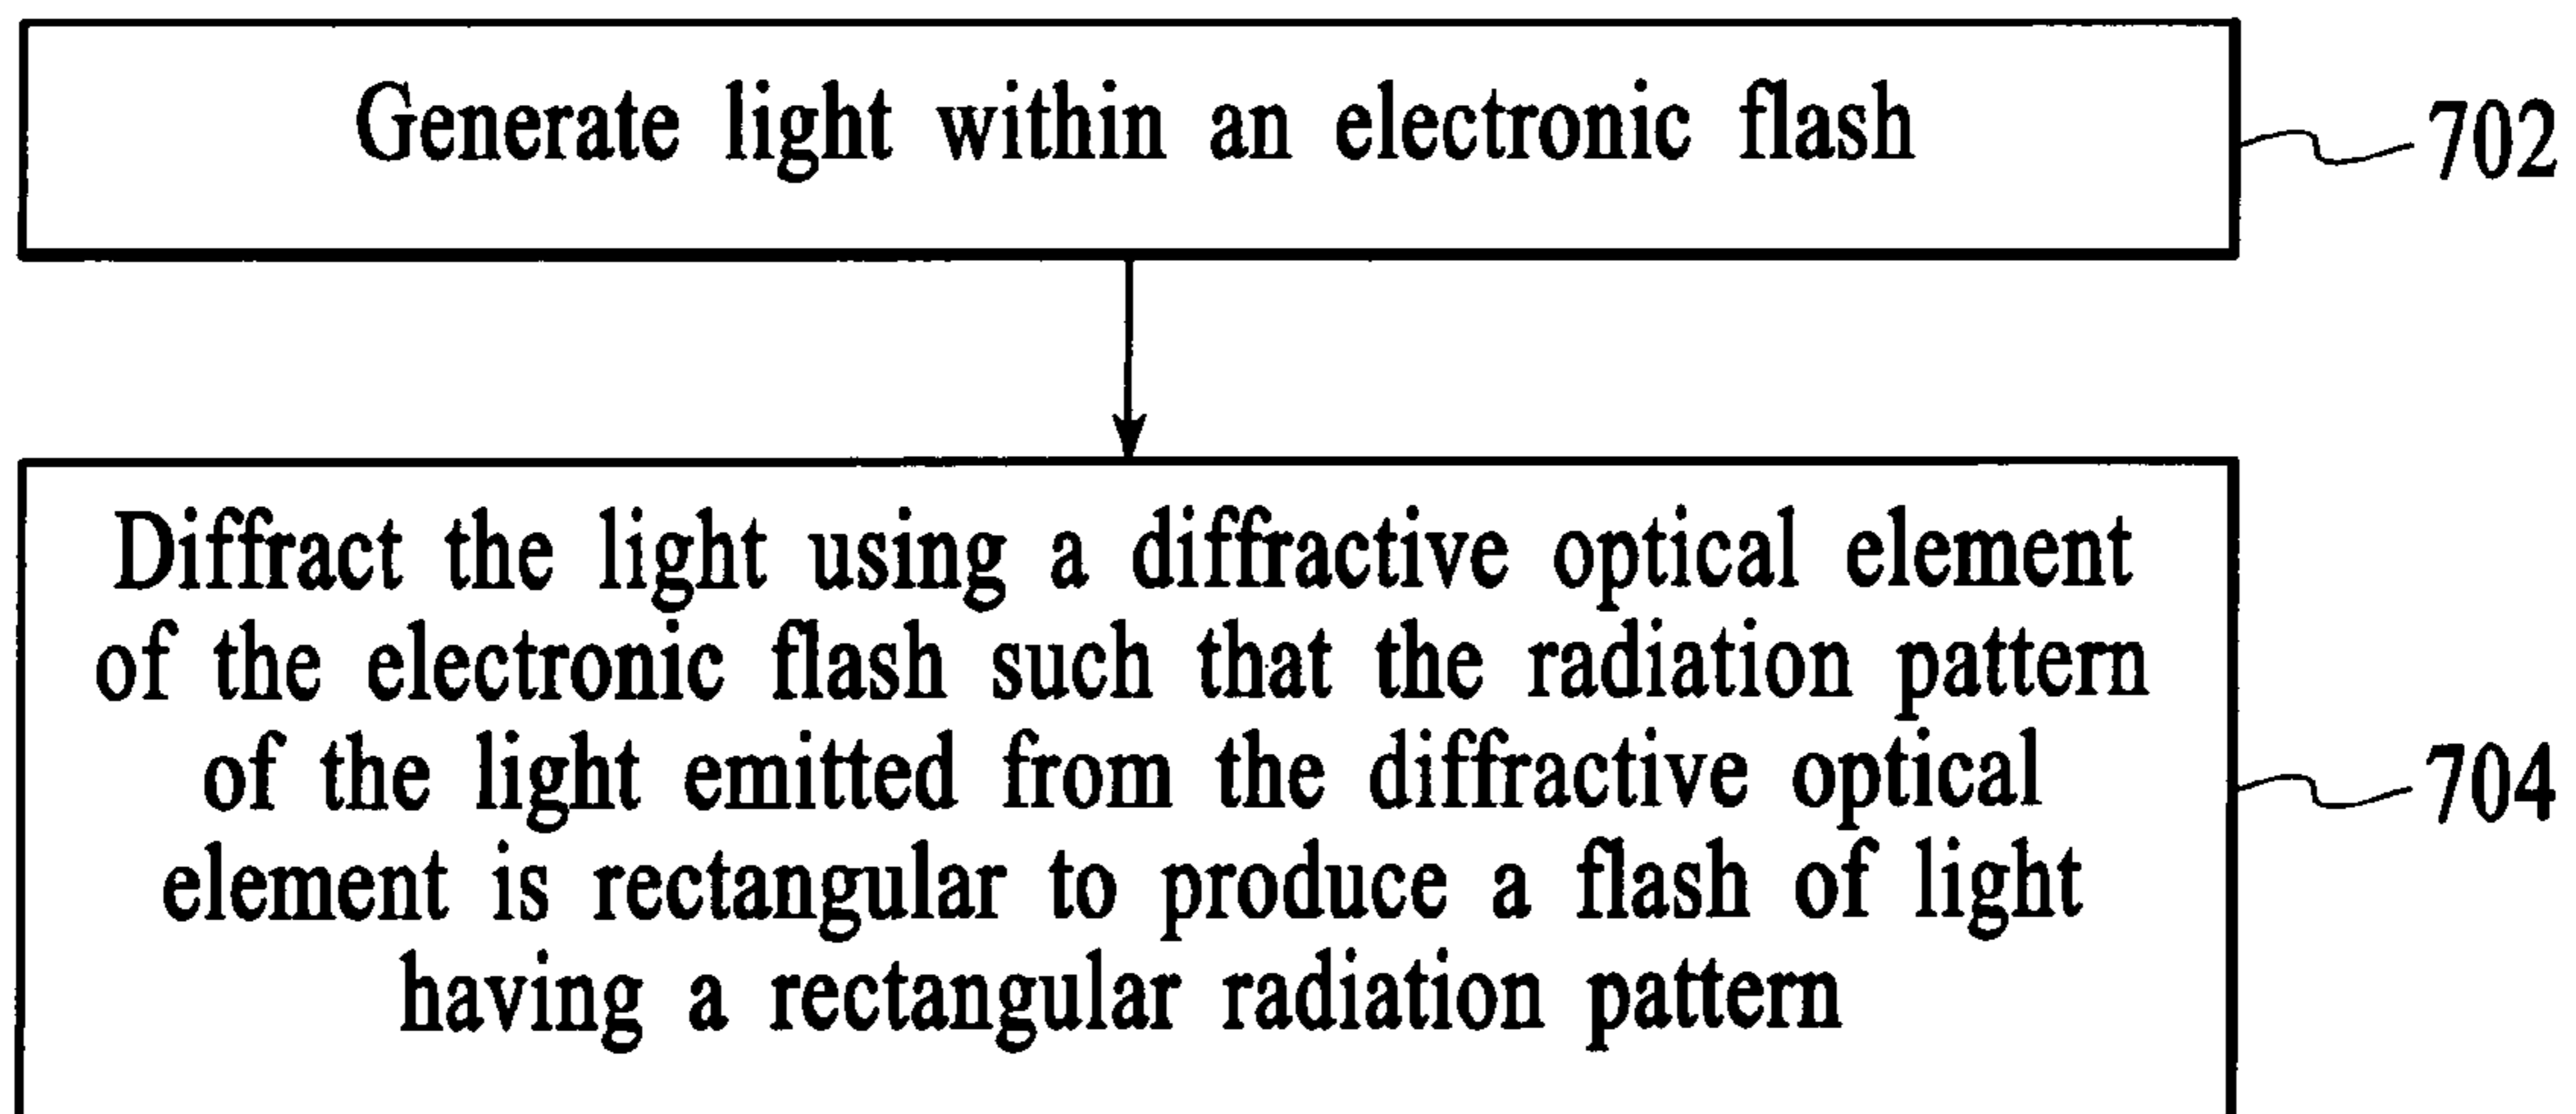 Generate light within an electronic flash
702
Diffract the light using a diffractive optical element
of the electronic flash such that the radiation pattern
of the light emitted from the diffractive optical
element is rectangular to produce a flash of light
having a rectangular radiation pattern
704